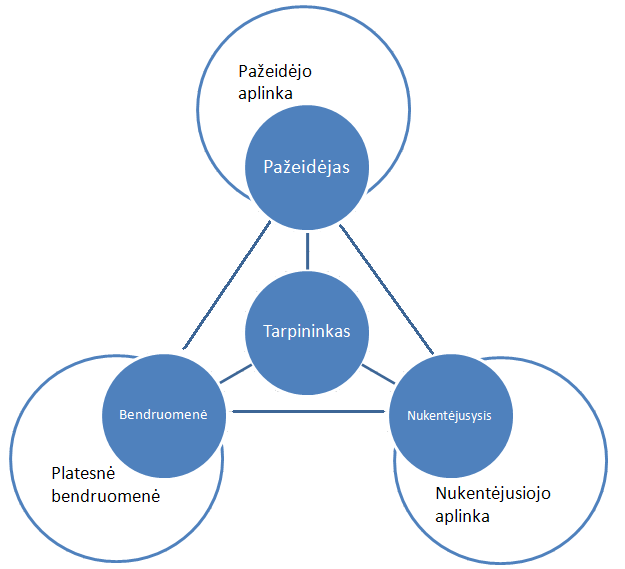 Pažeidėjo
aplinka
Pažeidėjas
Tarpininkas
Bendruomenė
Nukentėjusysis
Platesnė
bendruomenė
Nukentėjusiojo
aplinka